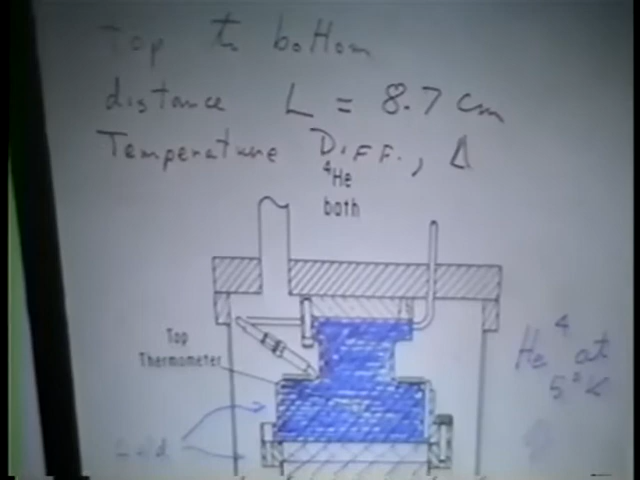 Top to bottom
distance L = 8.7 cm
Temperature DIFF., Δ
⁴He
bath
Top
Thermometer
He⁴ at
5°K